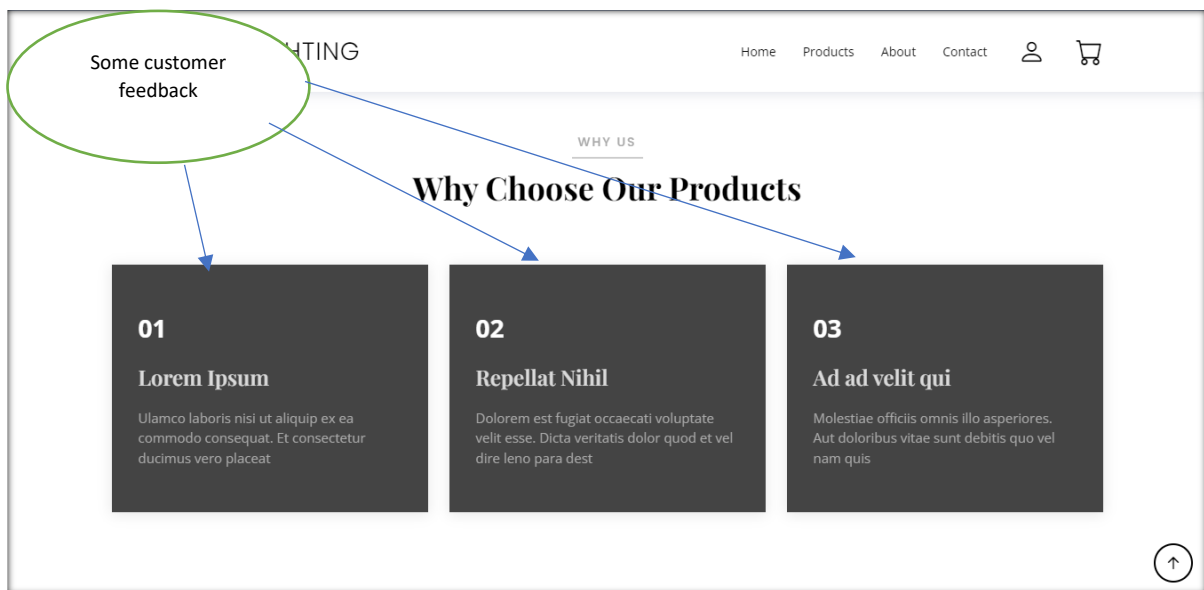 Some customer
feedback
HTING
Home Products About Contact
WHY US
Why Choose Our Products
01
Lorem Ipsum
Ulamco laboris nisi ut aliquip ex ea
commodo consequat. Et consectetur
ducimus vero placeat
02
Repellat Nihil
Dolorem est fugiat occaecati voluptate
velit esse. Dicta veritatis dolor quod et vel
dire leno para dest
03
Ad ad velit qui
Molestiae officiis omnis illo asperiores.
Aut doloribus vitae sunt debitis quo vel
nam quis